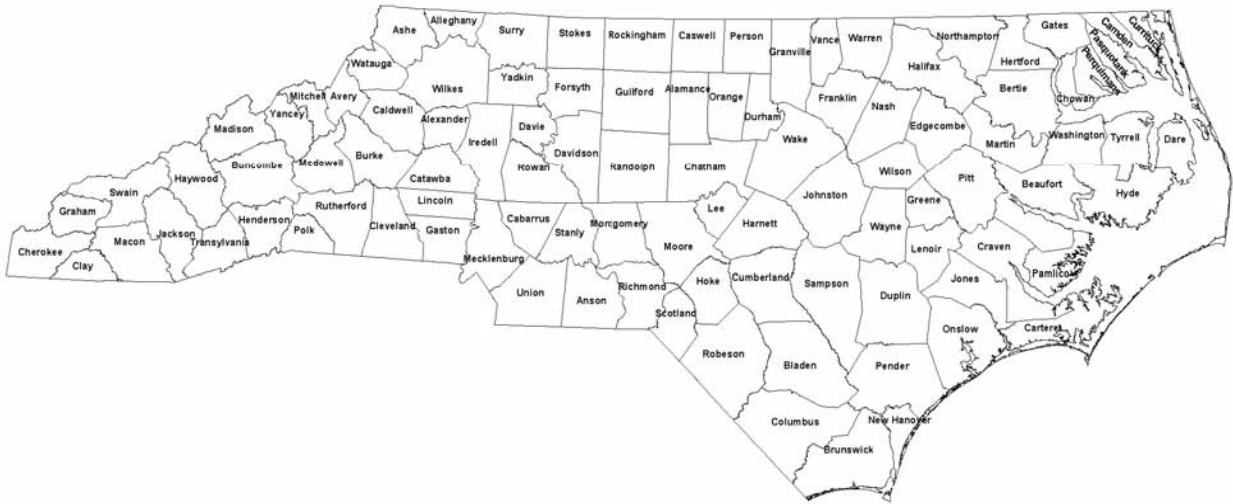 Alleghany
Ashe
Surry
Stokes
Rockingham
Caswell
Person
Granville
Vance
Warren
Northampton
Gates
Camden
Currituck
Pasquotank
Perquimans
Hertford
Halifax
Watauga
Wilkes
Yadkin
Forsyth
Guilford
Alamance
Orange
Durham
Franklin
Nash
Bertie
Chowan
Mitchell
Avery
Yancey
Caldwell
Alexander
Iredell
Davie
Davidson
Wake
Edgecombe
Martin
Washington
Tyrrell
Dare
Madison
Buncombe
Mcdowell
Burke
Catawba
Rowan
Randolph
Chatham
Wilson
Pitt
Beaufort
Hyde
Haywood
Swain
Rutherford
Lincoln
Johnston
Greene
Graham
Henderson
Polk
Cleveland
Gaston
Cabarrus
Stanly
Montgomery
Lee
Harnett
Wayne
Cherokee
Macon
Jackson
Transylvania
Clay
Mecklenburg
Moore
Lenoir
Craven
Pamlico
Jones
Union
Anson
Richmond
Hoke
Cumberland
Sampson
Duplin
Scotland
Onslow
Carteret
Robeson
Bladen
Pender
Columbus
New Hanover
Brunswick